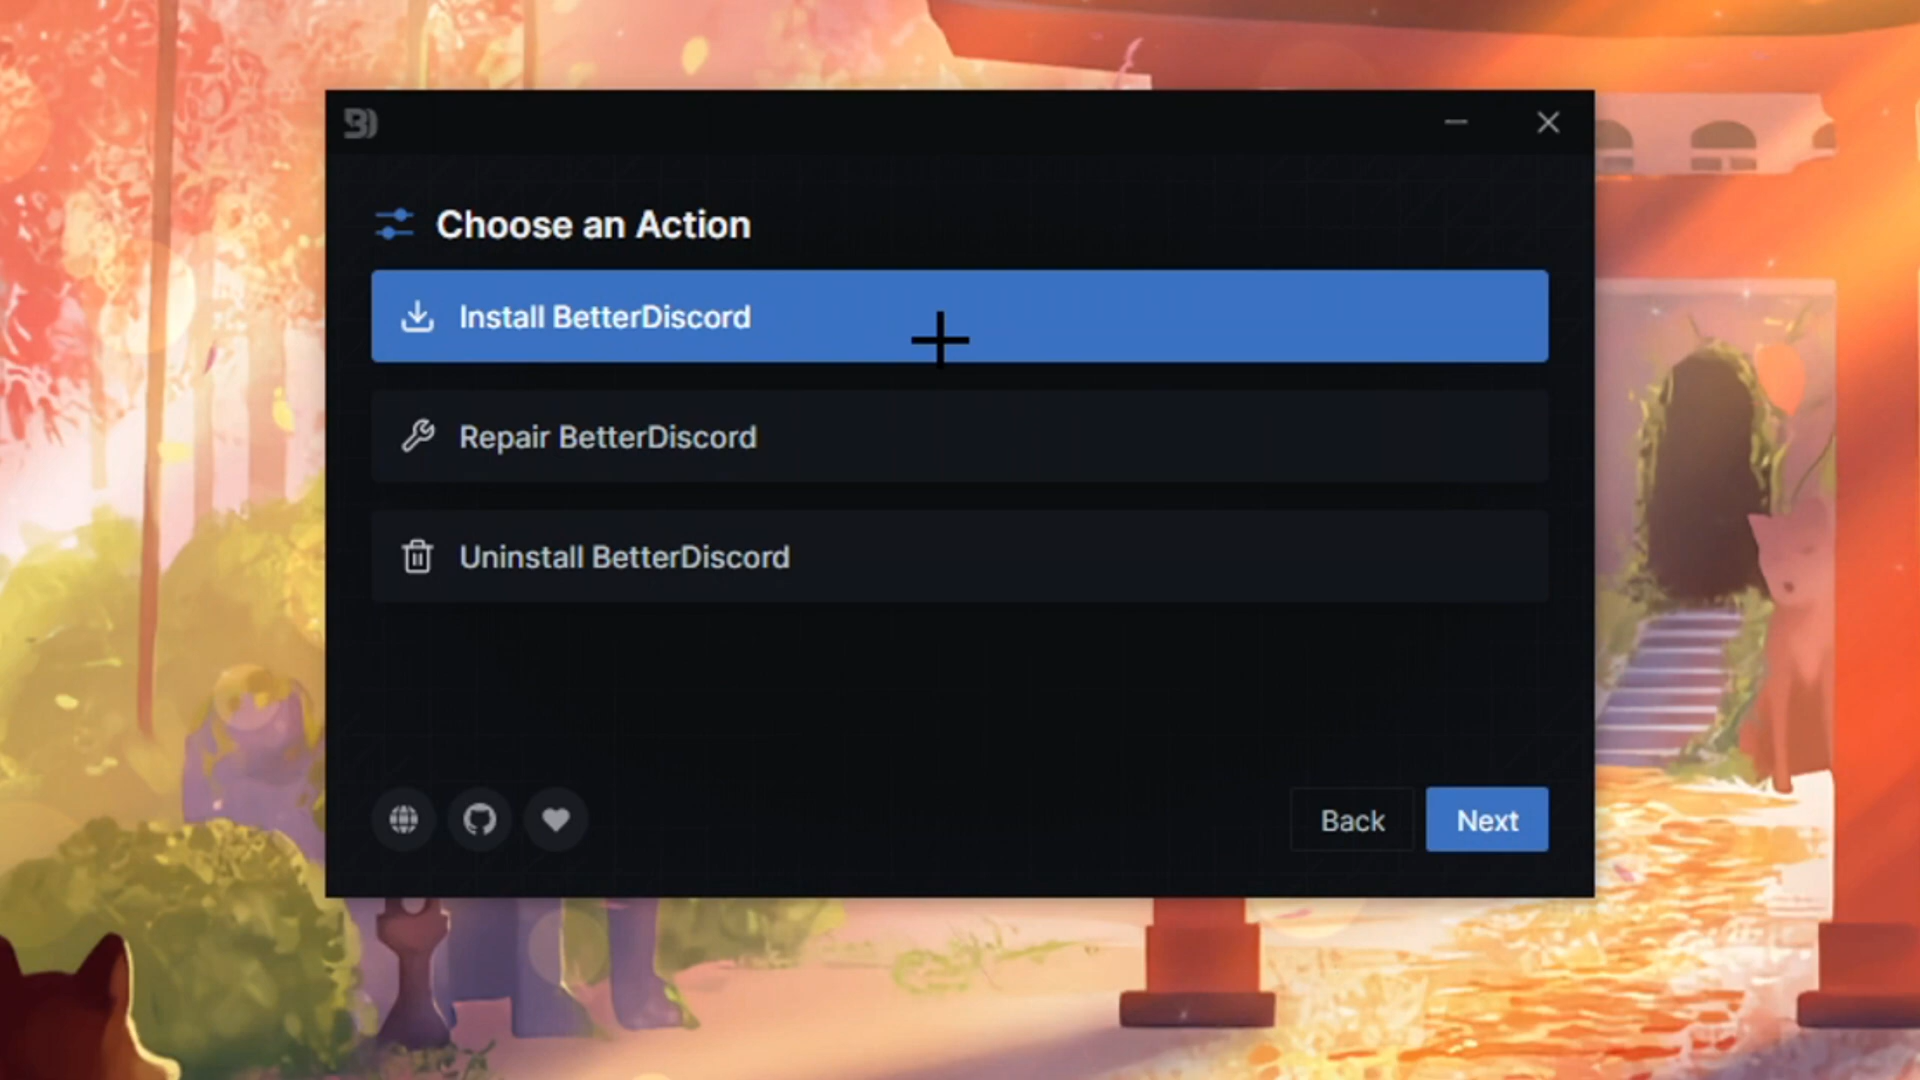 Choose an Action
Install BetterDiscord
Repair BetterDiscord
Uninstall BetterDiscord
Back
Next